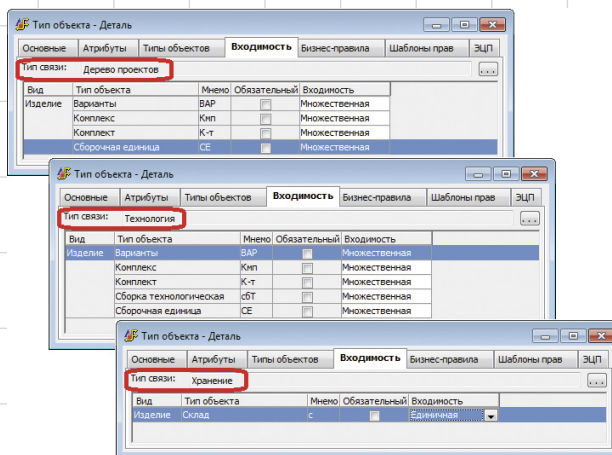 Тип объекта - Деталь
Основные Атрибуты Типы объектов Входимость Бизнес-правила Шаблоны прав ЭЦП
Тип связи: Дерево проектов ...
Вид Тип объекта Мнемо Обязательный Входимость
Изделие Варианты ВАР Множественная
Комплекс Кмп Множественная
Комплект К-т Множественная
Сборочная единица СЕ Множественная
Тип объекта - Деталь
Основные Атрибуты Типы объектов Входимость Бизнес-правила Шаблоны прав ЭЦП
Тип связи: Технология ...
Вид Тип объекта Мнемо Обязательный Входимость
Изделие Варианты ВАР Множественная
Комплекс Кмп Множественная
Комплект К-т Множественная
Сборка технологическая сбТ Множественная
Сборочная единица СЕ Множественная
Тип объекта - Деталь
Основные Атрибуты Типы объектов Входимость Бизнес-правила Шаблоны прав ЭЦП
Тип связи: Хранение ...
Вид Тип объекта Мнемо Обязательный Входимость
Изделие Склад с Единичная